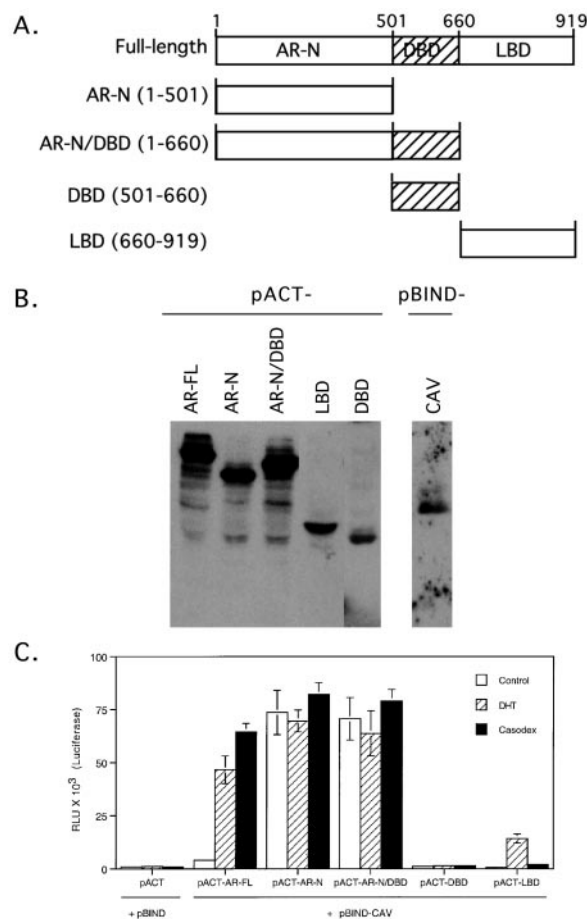 A.
1 501 660 919
Full-length AR-N DBD LBD
AR-N (1-501)
AR-N/DBD (1-660)
DBD (501-660)
LBD (660-919)
B.
pACT- pBIND-
AR-FL AR-N AR-N/DBD LBD DBD CAV
C.
100
75
50
25
0
RLU X 10³ (Luciferase)
Control
DHT
Casodex
pACT pACT-AR-FL pACT-AR-N pACT-AR-N/DBD pACT-DBD pACT-LBD
+ pBIND + pBIND-CAV